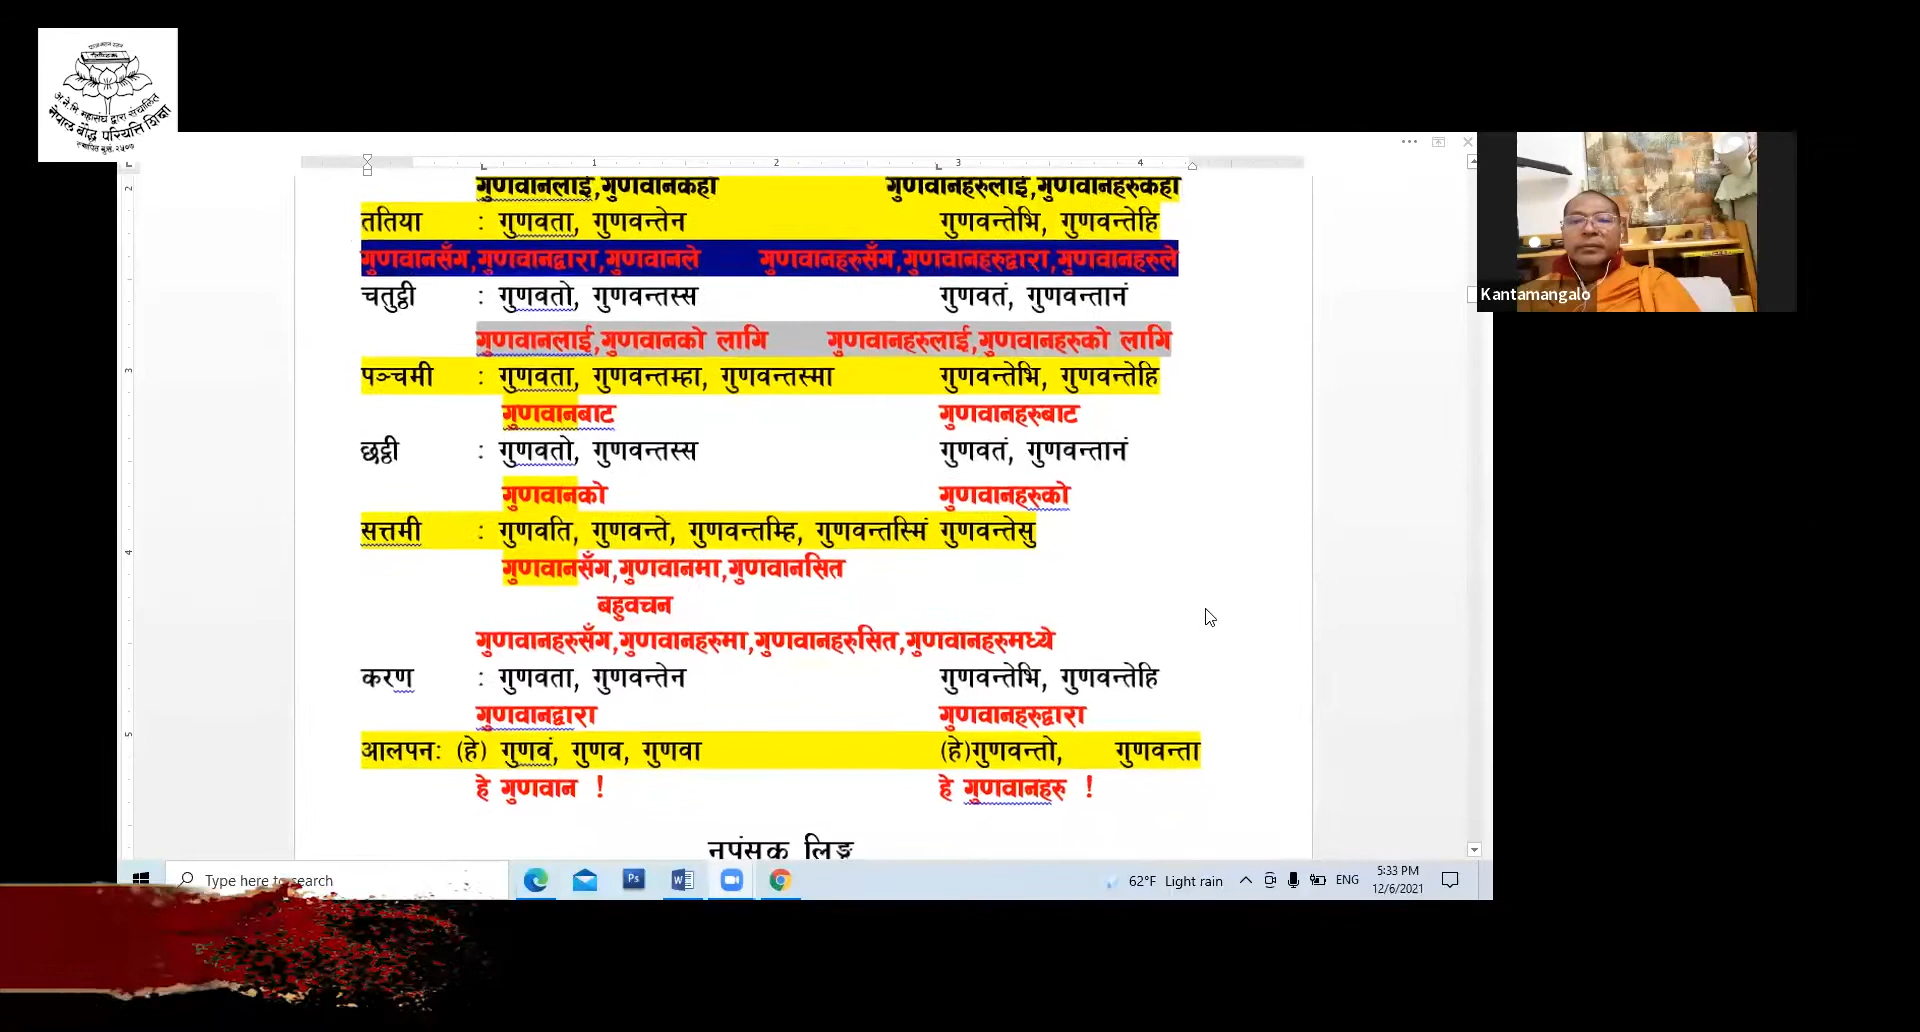 अ.ने.भि. महासंघ द्वारा संचालित
नेपाल बौद्ध परियत्ति शिक्षा
गुणवानलाई,गुणवानकहाँ गुणवानहरुलाई,गुणवानहरुकहाँ
ततिया : गुणवता, गुणवन्तेन गुणवन्तेभि, गुणवन्तेहि
गुणवानसँग,गुणवानद्वारा,गुणवानले गुणवानहरुसँग,गुणवानहरुद्वारा,गुणवानहरुले
चतुट्ठी : गुणवतो, गुणवन्तस्स गुणवतं, गुणवन्तानं
गुणवानलाई,गुणवानको लागि गुणवानहरुलाई,गुणवानहरुको लागि
पञ्चमी : गुणवता, गुणवन्तम्हा, गुणवन्तस्मा गुणवन्तेभि, गुणवन्तेहि
गुणवानबाट गुणवानहरुबाट
छट्ठी : गुणवतो, गुणवन्तस्स गुणवतं, गुणवन्तानं
गुणवानको गुणवानहरुको
सत्तमी : गुणवति, गुणवन्ते, गुणवन्तम्हि, गुणवन्तस्मिं गुणवन्तेसु
गुणवानसँग,गुणवानमा,गुणवानसित
बहुवचन
गुणवानहरुसँग,गुणवानहरुमा,गुणवानहरुसित,गुणवानहरुमध्ये
करण : गुणवता, गुणवन्तेन गुणवन्तेभि, गुणवन्तेहि
गुणवानद्वारा गुणवानहरुद्वारा
आलपनः (हे) गुणवं, गुणव, गुणवा (हे)गुणवन्तो, गुणवन्ता
हे गुणवान ! हे गुणवानहरु !
नपुंसक लिङ्ग
Kantamangalo
Type here to search
62°F Light rain
ENG
5:33 PM
12/6/2021